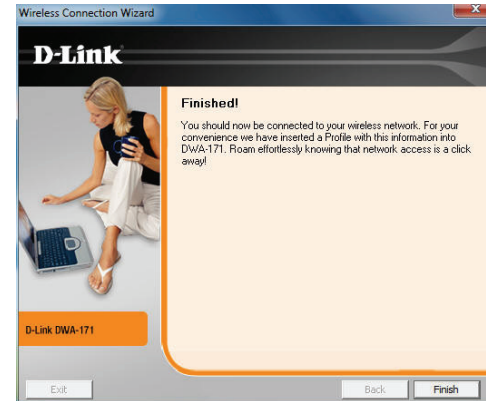 Wireless Connection Wizard
D-Link
Finished!
You should now be connected to your wireless network. For your
convenience we have inserted a Profile with this information into
DWA-171. Roam effortlessly knowing that network access is a click
away!
D-Link DWA-171
Exit
Back
Finish